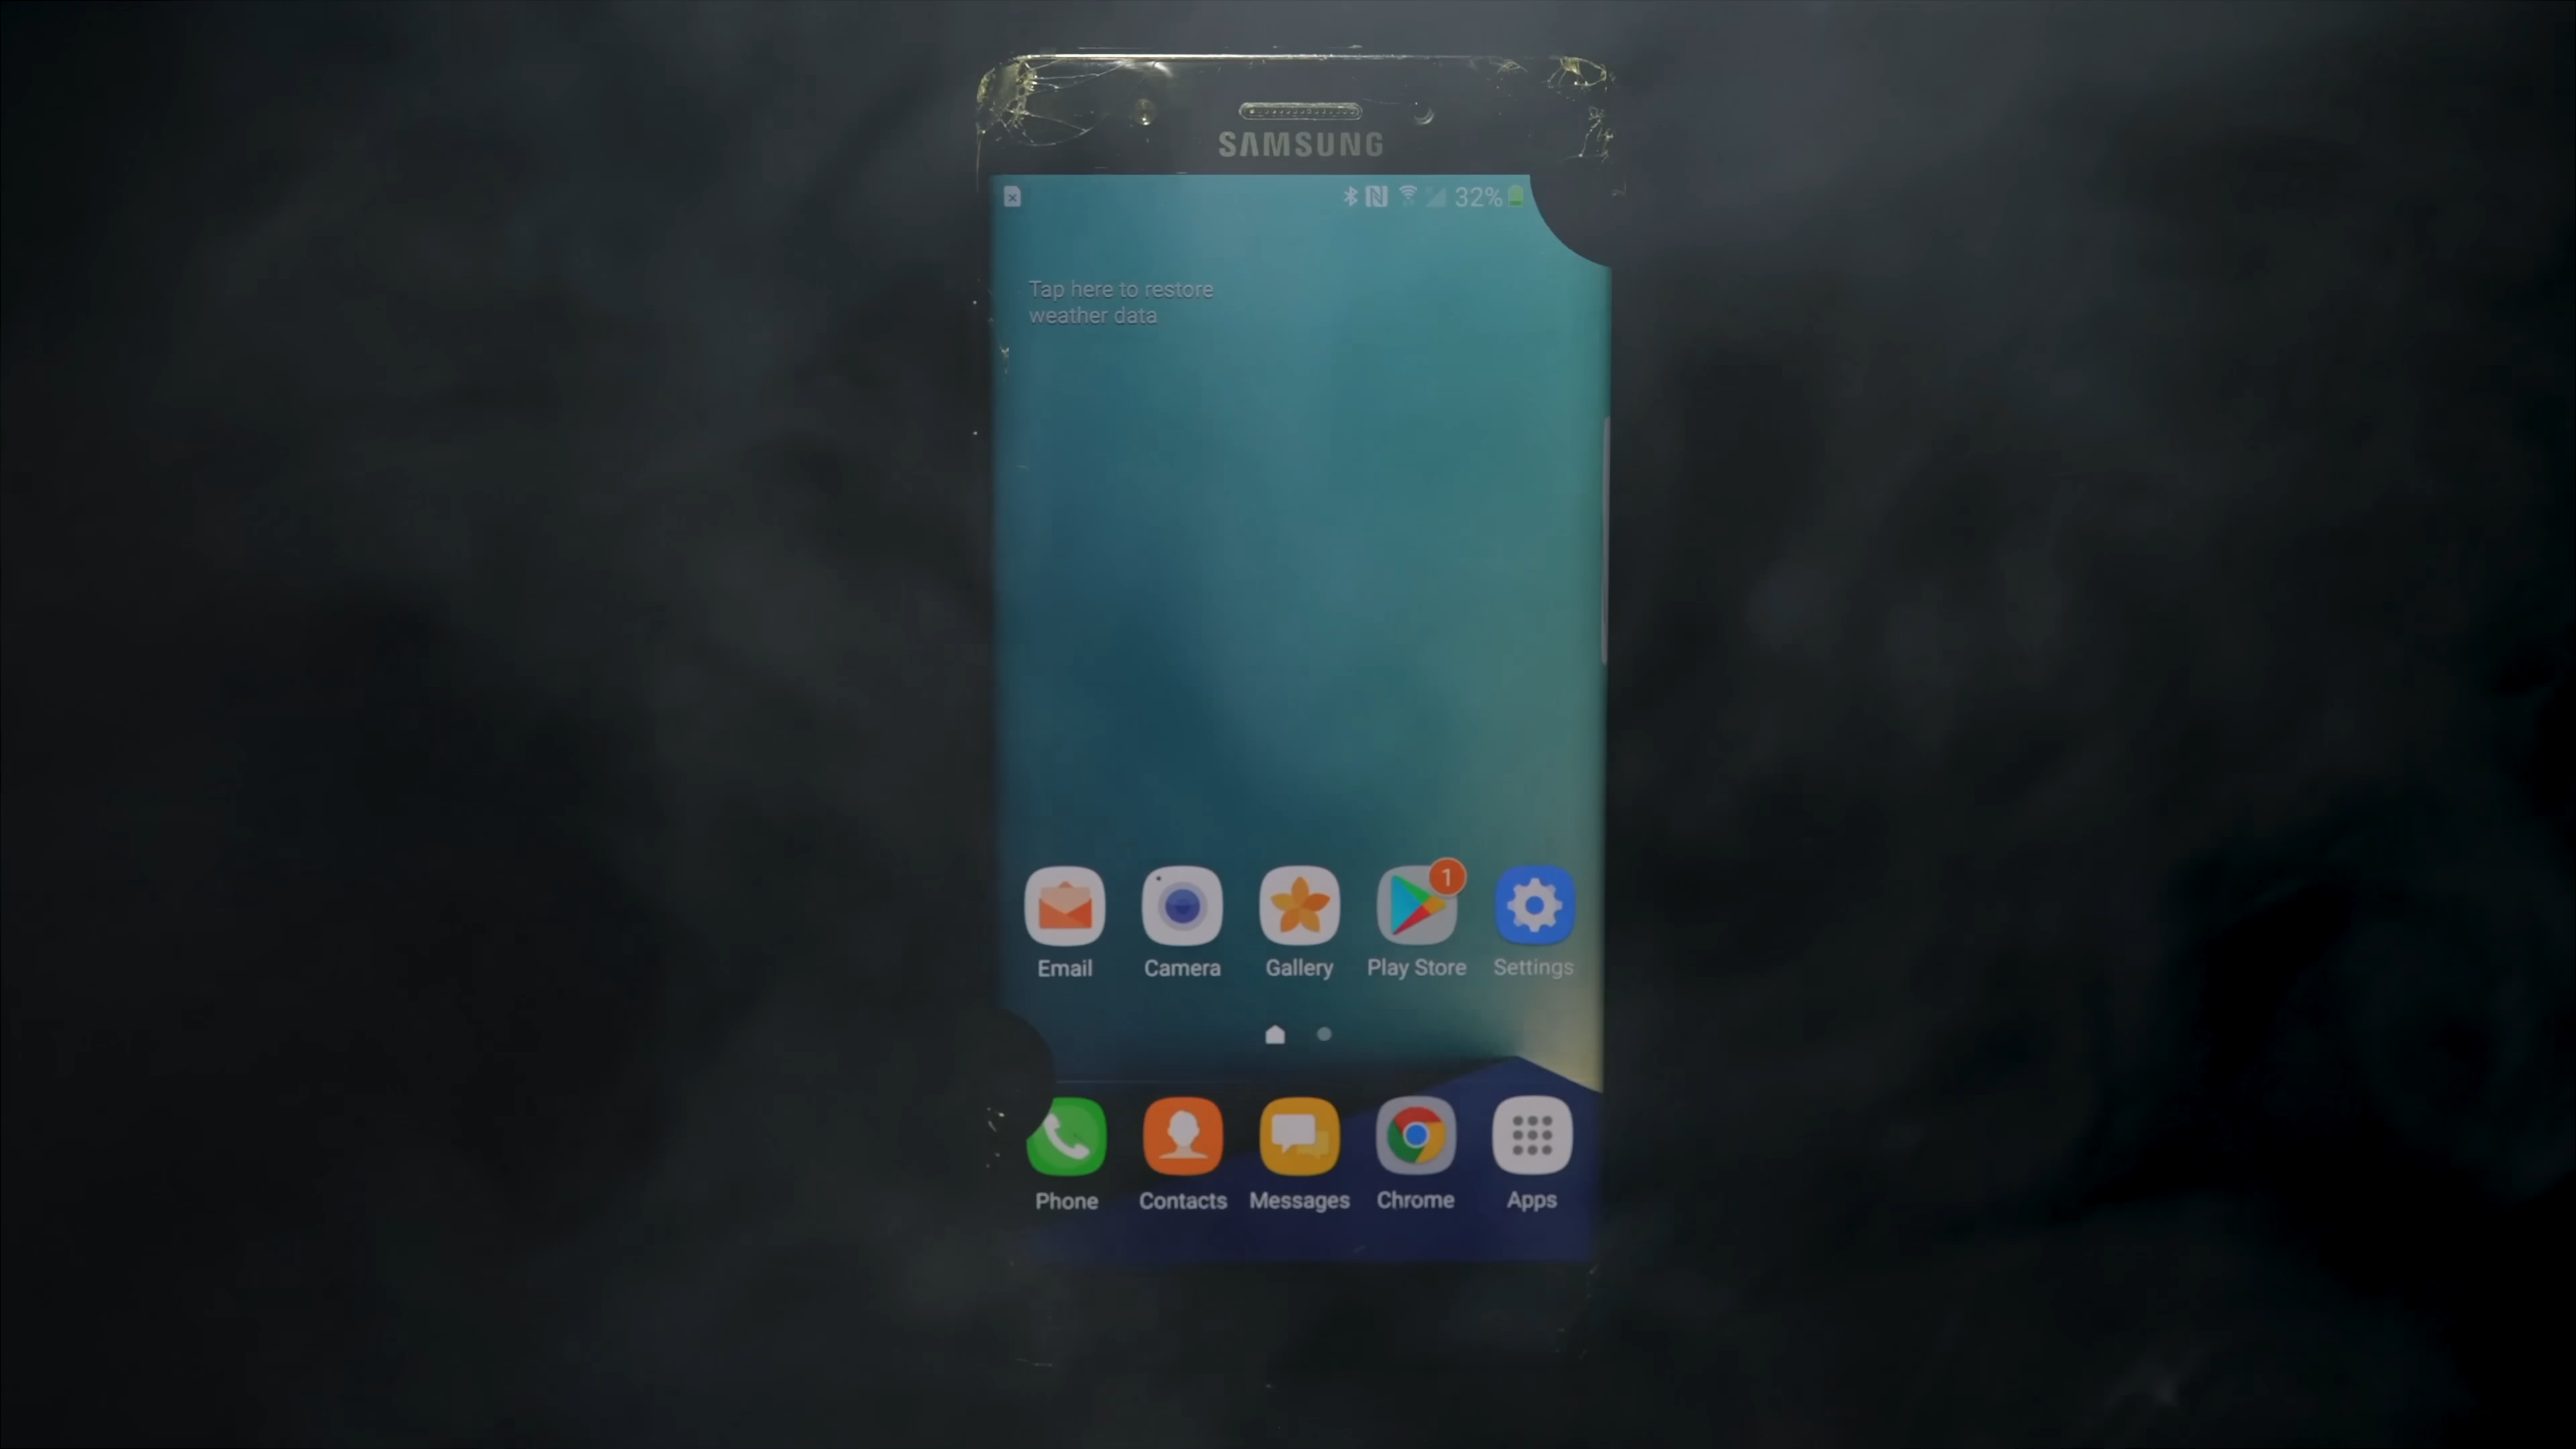 SAMSUNG
32%
Tap here to restore
weather data
1
Email Camera Gallery Play Store Settings
Phone Contacts Messages Chrome Apps